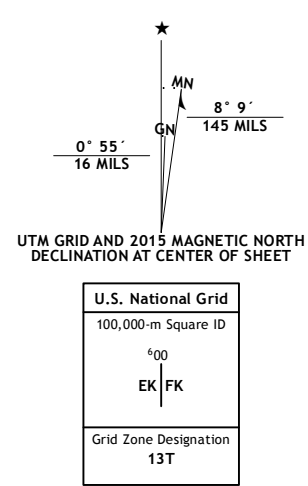 ★
MN
8° 9´
145 MILS
GN
0° 55´
16 MILS
UTM GRID AND 2015 MAGNETIC NORTH
DECLINATION AT CENTER OF SHEET
U.S. National Grid
100,000-m Square ID
⁶00
EK FK
Grid Zone Designation
13T